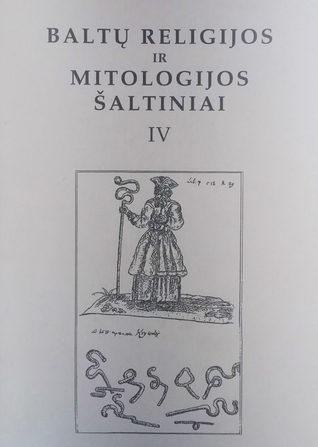 BALTŲ RELIGIJOS
IR
MITOLOGIJOS
ŠALTINIAI
IV